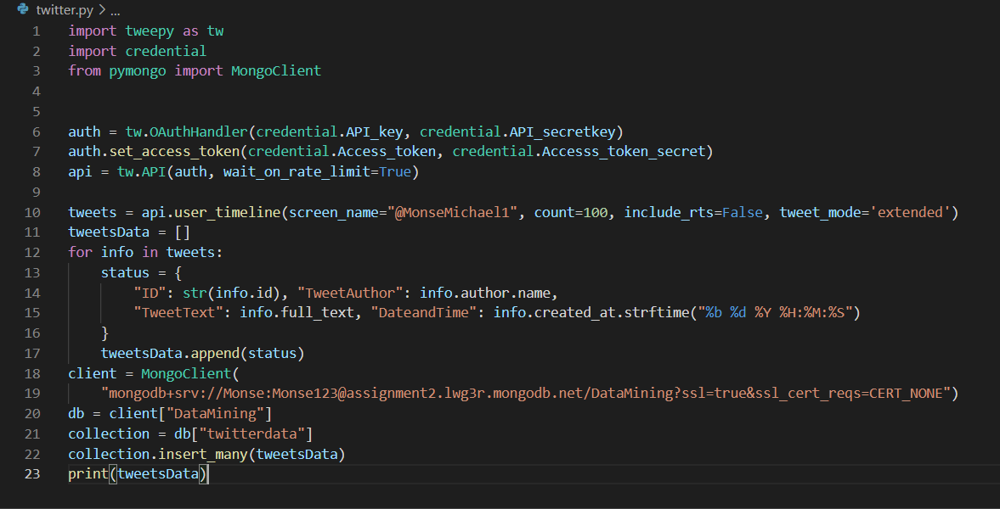 twitter.py > ...
1 import tweepy as tw
2 import credential
3 from pymongo import MongoClient
4
5
6 auth = tw.OAuthHandler(credential.API_key, credential.API_secretkey)
7 auth.set_access_token(credential.Access_token, credential.Accesss_token_secret)
8 api = tw.API(auth, wait_on_rate_limit=True)
9
10 tweets = api.user_timeline(screen_name="@MonseMichael1", count=100, include_rts=False, tweet_mode='extended')
11 tweetsData = []
12 for info in tweets:
13     status = {
14         "ID": str(info.id), "TweetAuthor": info.author.name,
15         "TweetText": info.full_text, "DateandTime": info.created_at.strftime("%b %d %Y %H:%M:%S")
16     }
17     tweetsData.append(status)
18 client = MongoClient(
19     "mongodb+srv://Monse:Monse123@assignment2.lwg3r.mongodb.net/DataMining?ssl=true&ssl_cert_reqs=CERT_NONE")
20 db = client["DataMining"]
21 collection = db["twitterdata"]
22 collection.insert_many(tweetsData)
23 print(tweetsData)